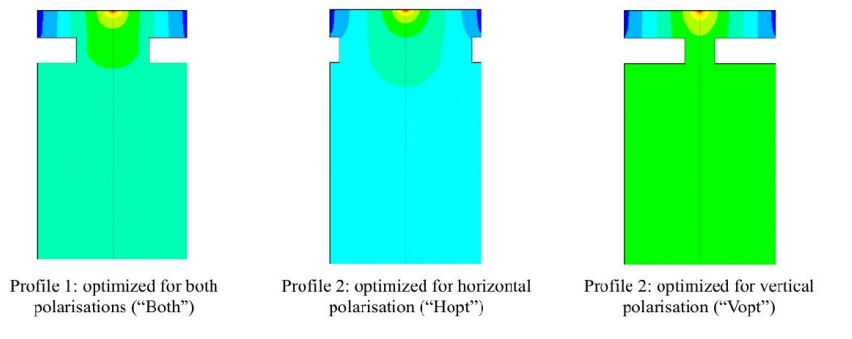 Profile 1: optimized for both
polarisations (“Both”)
Profile 2: optimized for horizontal
polarisation (“Hopt”)
Profile 2: optimized for vertical
polarisation (“Vopt”)